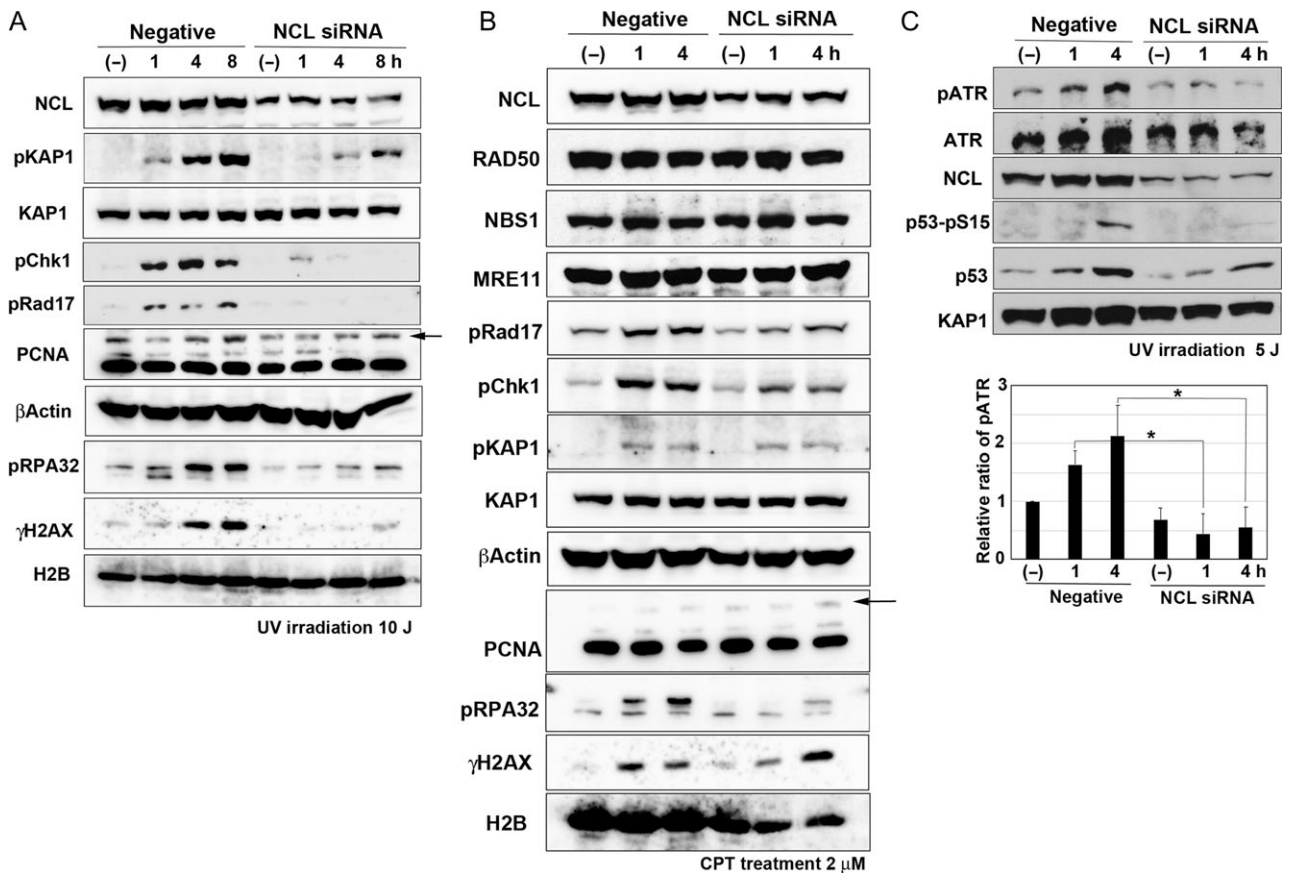 A
Negative NCL siRNA
(–) 1 4 8 (–) 1 4 8 h
NCL
pKAP1
KAP1
pChk1
pRad17
PCNA
βActin
pRPA32
γH2AX
H2B
UV irradiation 10 J
B
Negative NCL siRNA
(–) 1 4 (–) 1 4 h
NCL
RAD50
NBS1
MRE11
pRad17
pChk1
pKAP1
KAP1
βActin
PCNA
pRPA32
γH2AX
H2B
CPT treatment 2 μM
C
Negative NCL siRNA
(–) 1 4 (–) 1 4 h
pATR
ATR
NCL
p53-pS15
p53
KAP1
UV irradiation 5 J
Relative ratio of pATR
3
2
1
0
*
*
(–) 1 4 (–) 1 4 h
Negative NCL siRNA